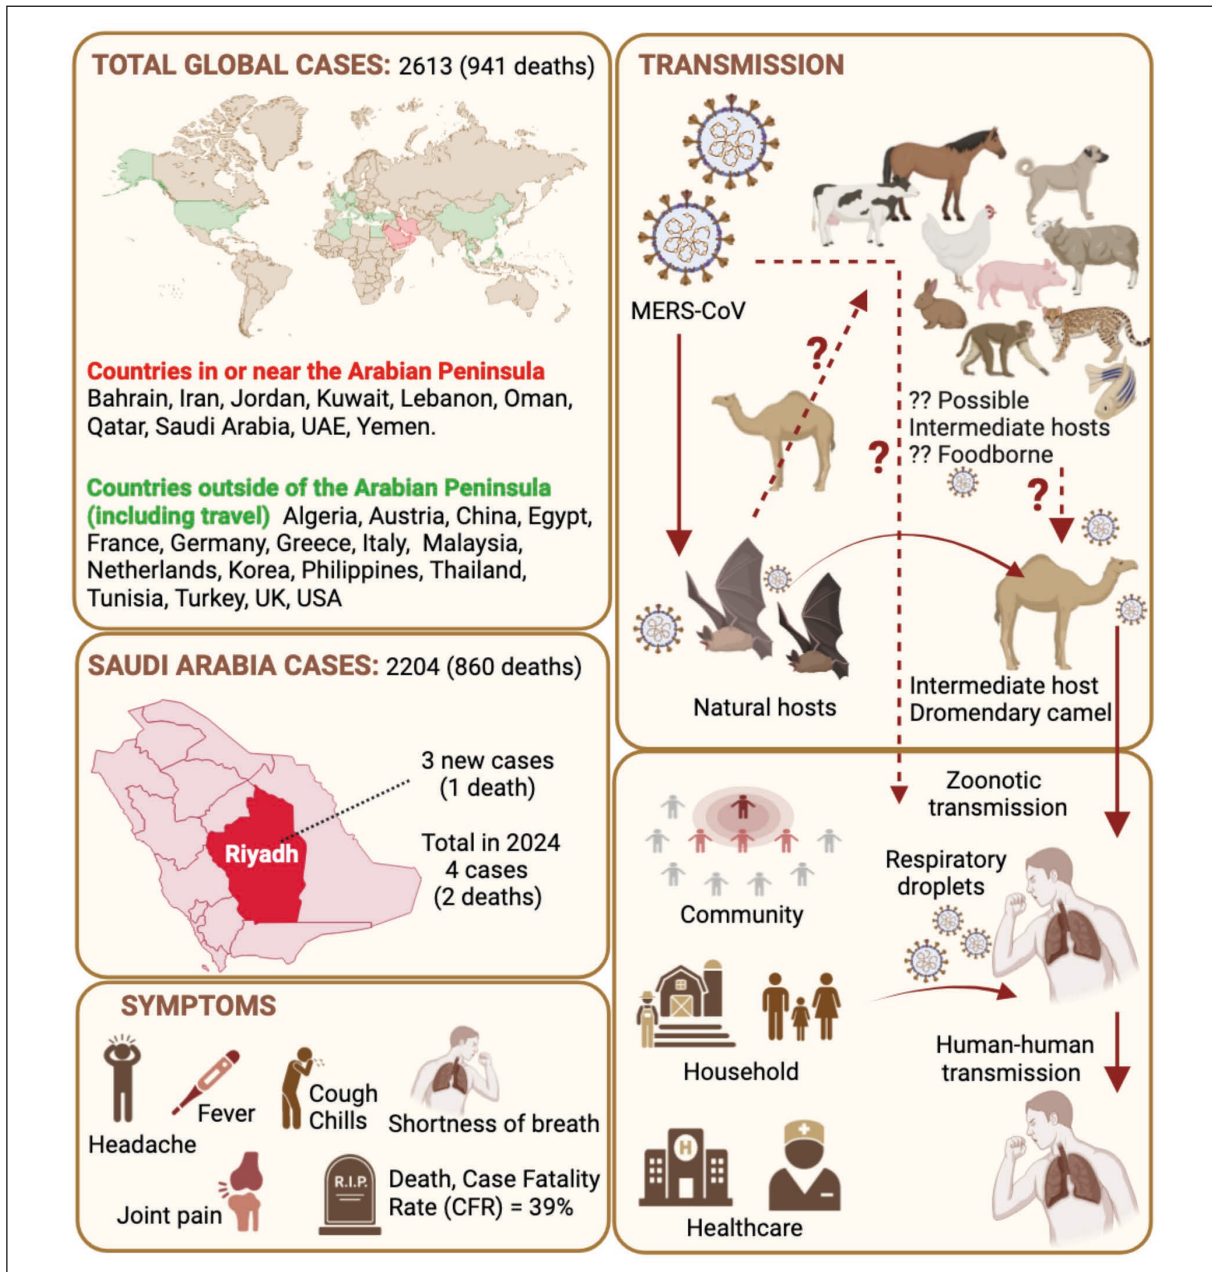 TOTAL GLOBAL CASES: 2613 (941 deaths)
Countries in or near the Arabian Peninsula
Bahrain, Iran, Jordan, Kuwait, Lebanon, Oman,
Qatar, Saudi Arabia, UAE, Yemen.
Countries outside of the Arabian Peninsula
(including travel) Algeria, Austria, China, Egypt,
France, Germany, Greece, Italy, Malaysia,
Netherlands, Korea, Philippines, Thailand,
Tunisia, Turkey, UK, USA
SAUDI ARABIA CASES: 2204 (860 deaths)
3 new cases
(1 death)
Riyadh
Total in 2024
4 cases
(2 deaths)
SYMPTOMS
Headache
Fever
Cough
Chills
Shortness of breath
Joint pain
R.I.P.
Death, Case Fatality
Rate (CFR) = 39%
TRANSMISSION
MERS-CoV
?
?
?? Possible
Intermediate hosts
?? Foodborne
?
Natural hosts
Intermediate host
Dromendary camel
Zoonotic
transmission
Respiratory
droplets
Community
Household
Human-human
transmission
H
Healthcare